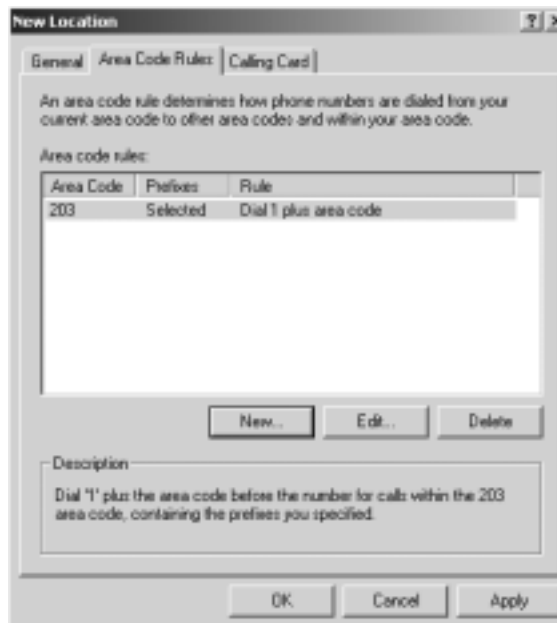 New Location
General Area Code Rules Calling Card
An area code rule determines how phone numbers are dialed from your
current area code to other area codes and within your area code.
Area code rules:
Area Code Prefixes Rule
203 Selected Dial 1 plus area code
New... Edit... Delete
Description
Dial '1' plus the area code before the number for calls within the 203
area code, containing the prefixes you specified.
OK Cancel Apply